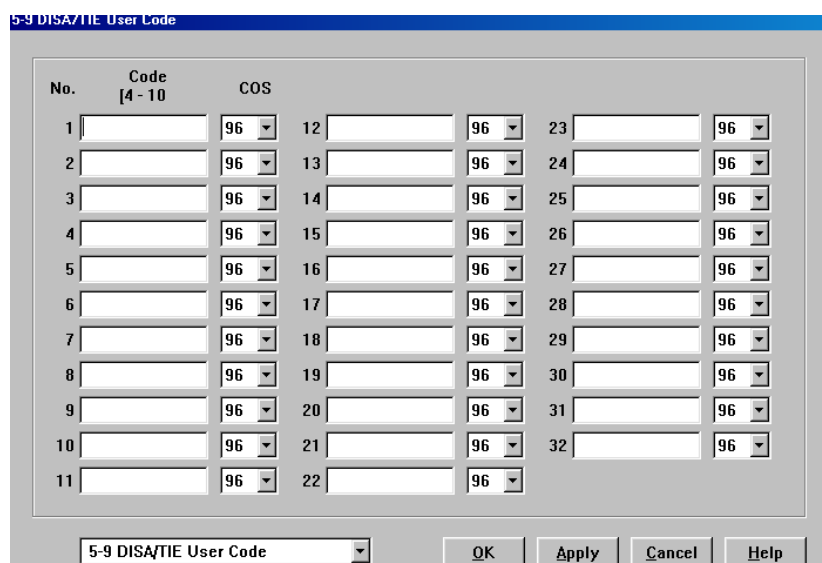 5-9 DISA/TIE User Code
No. Code [4 - 10 COS
1 96 12 96 23 96
2 96 13 96 24 96
3 96 14 96 25 96
4 96 15 96 26 96
5 96 16 96 27 96
6 96 17 96 28 96
7 96 18 96 29 96
8 96 19 96 30 96
9 96 20 96 31 96
10 96 21 96 32 96
11 96 22 96
5-9 DISA/TIE User Code OK Apply Cancel Help